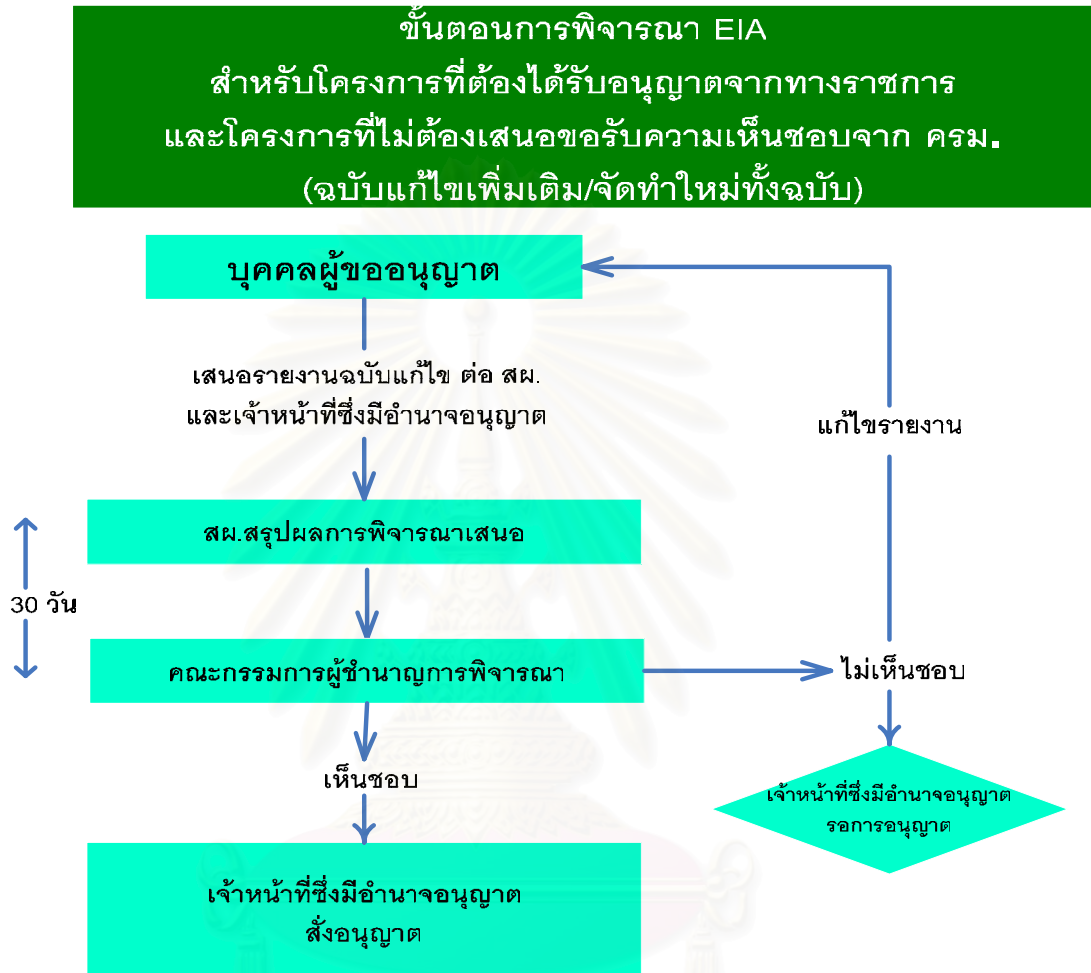 ขั้นตอนการพิจารณา EIA
สำหรับโครงการที่ต้องได้รับอนุญาตจากทางราชการ
และโครงการที่ไม่ต้องเสนอขอรับความเห็นชอบจาก ครม.
(ฉบับแก้ไขเพิ่มเติม/จัดทำใหม่ทั้งฉบับ)
บุคคลผู้ขออนุญาต
เสนอรายงานฉบับแก้ไข ต่อ สผ.
และเจ้าหน้าที่ซึ่งมีอำนาจอนุญาต
แก้ไขรายงาน
สผ.สรุปผลการพิจารณาเสนอ
30 วัน
คณะกรรมการผู้ชำนาญการพิจารณา
ไม่เห็นชอบ
เห็นชอบ
เจ้าหน้าที่ซึ่งมีอำนาจอนุญาต
รอการอนุญาต
เจ้าหน้าที่ซึ่งมีอำนาจอนุญาต
สั่งอนุญาต